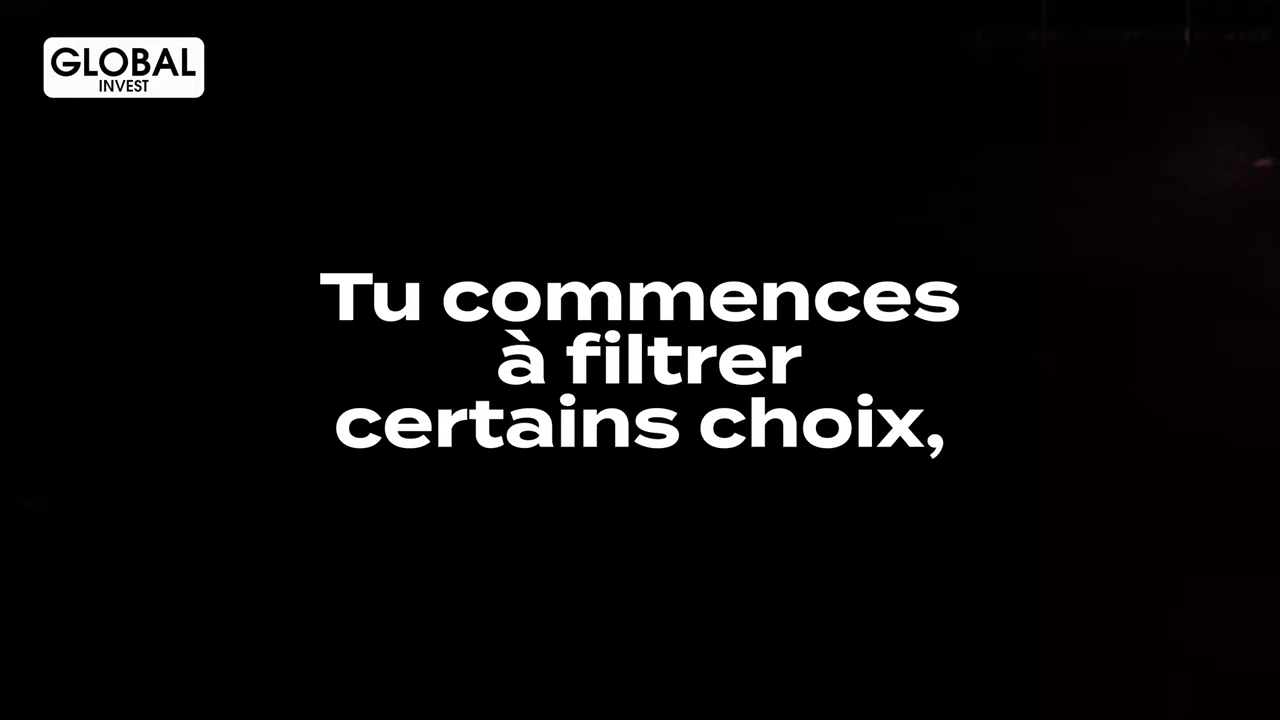 GLOBAL
INVEST
Tu commences
à filtrer
certains choix,